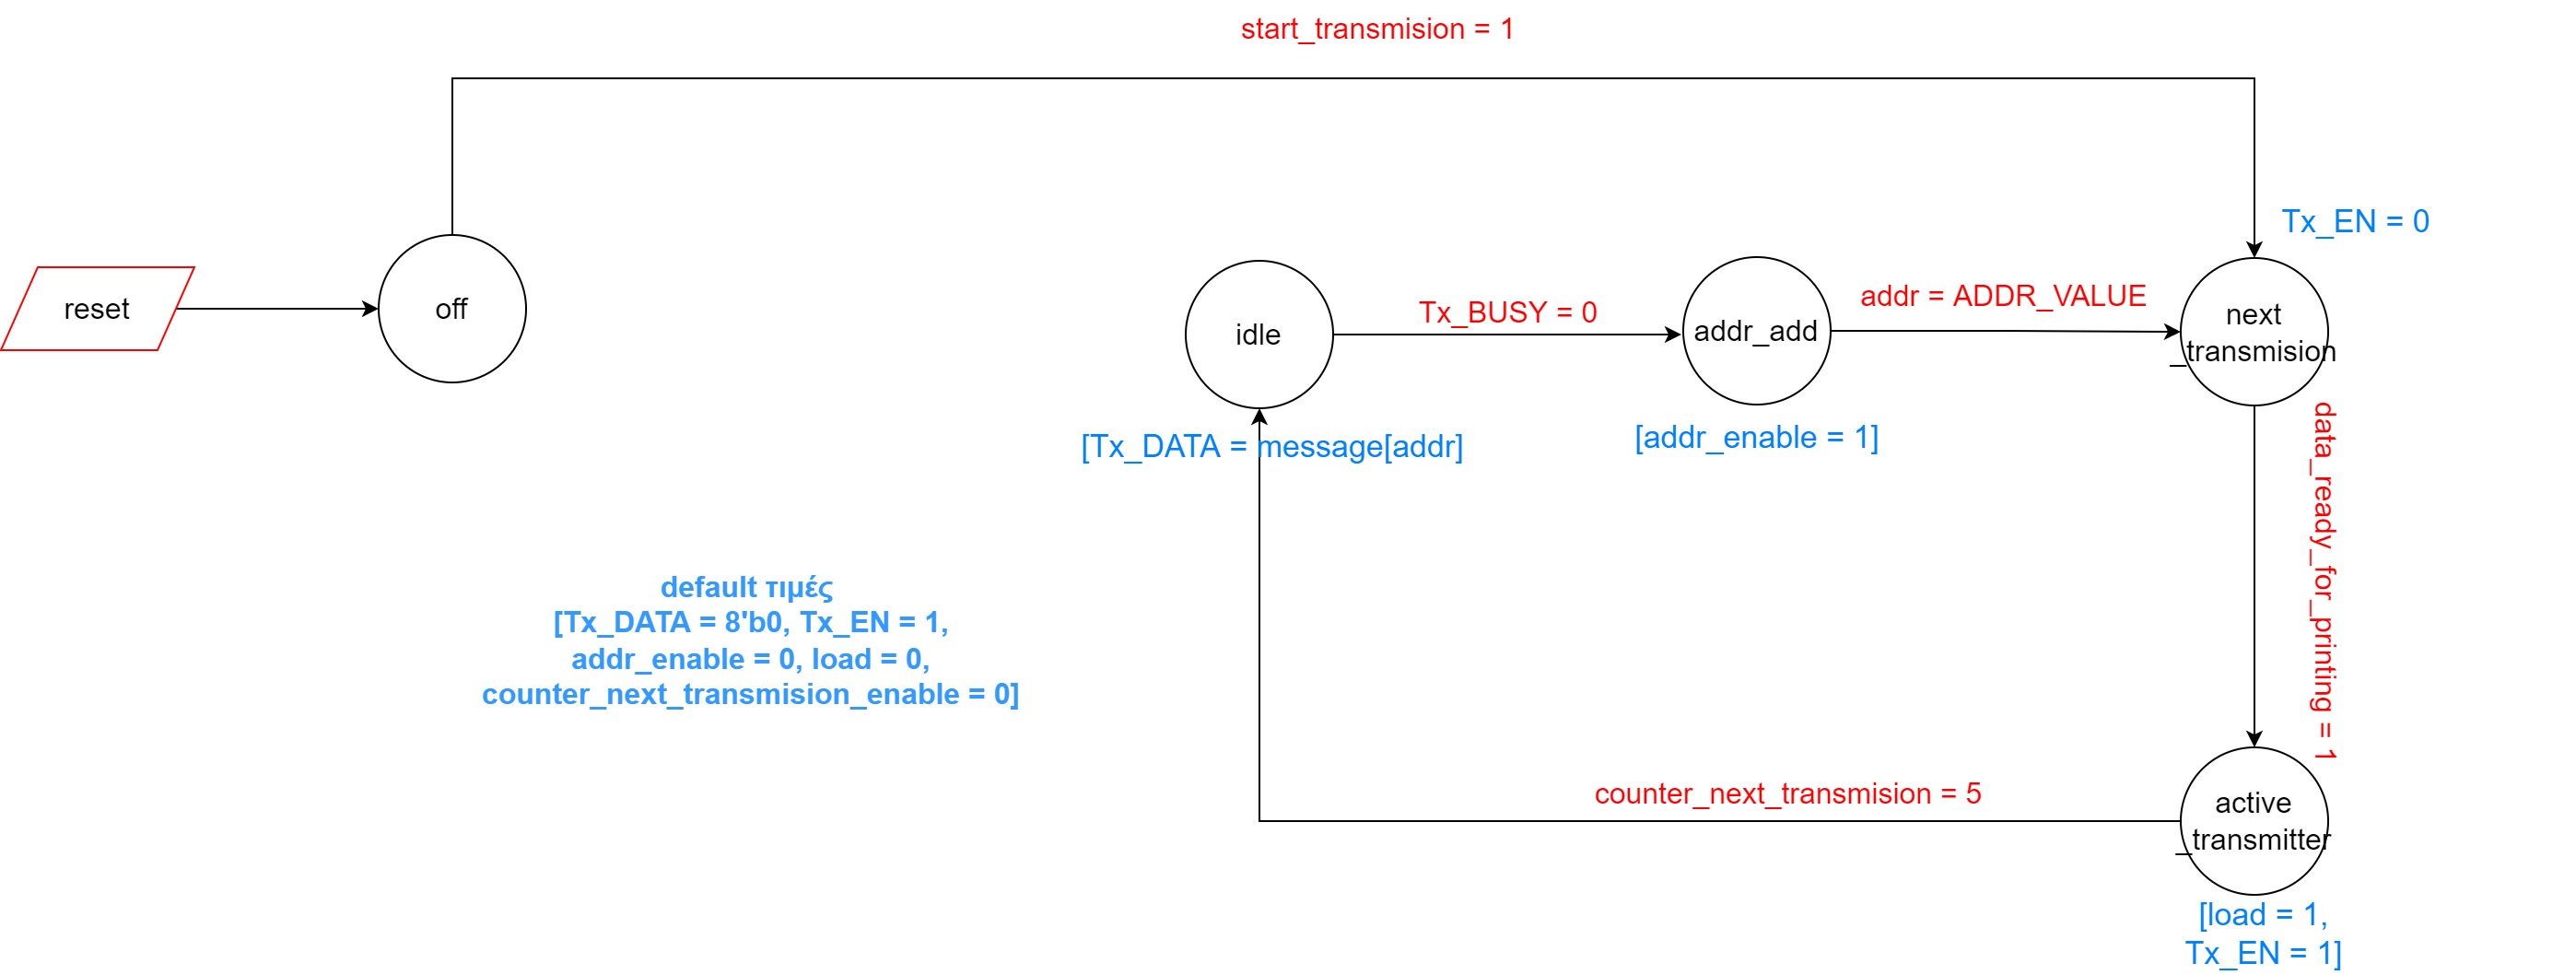 start_transmision = 1
Tx_EN = 0
reset
off
idle
Tx_BUSY = 0
addr_add
addr = ADDR_VALUE
next
_transmision
[Tx_DATA = message[addr]
[addr_enable = 1]
data_ready_for_printing = 1
default τιμές
[Tx_DATA = 8'b0, Tx_EN = 1,
addr_enable = 0, load = 0,
counter_next_transmision_enable = 0]
counter_next_transmision = 5
active
_transmitter
[load = 1,
Tx_EN = 1]